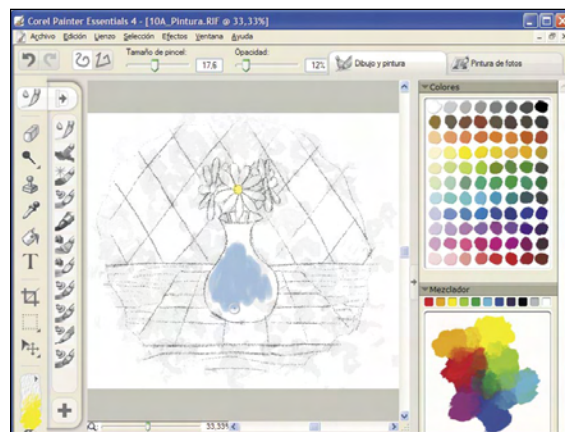 Corel Painter Essentials 4 - [10A_Pintura.RIF @ 33,33%]
Archivo Edición Lienzo Selección Efectos Ventana Ayuda
Tamaño de pincel: Opacidad:
17,6 12% Dibujo y pintura Pintura de fotos
Colores
T
Mezclador
33,33%